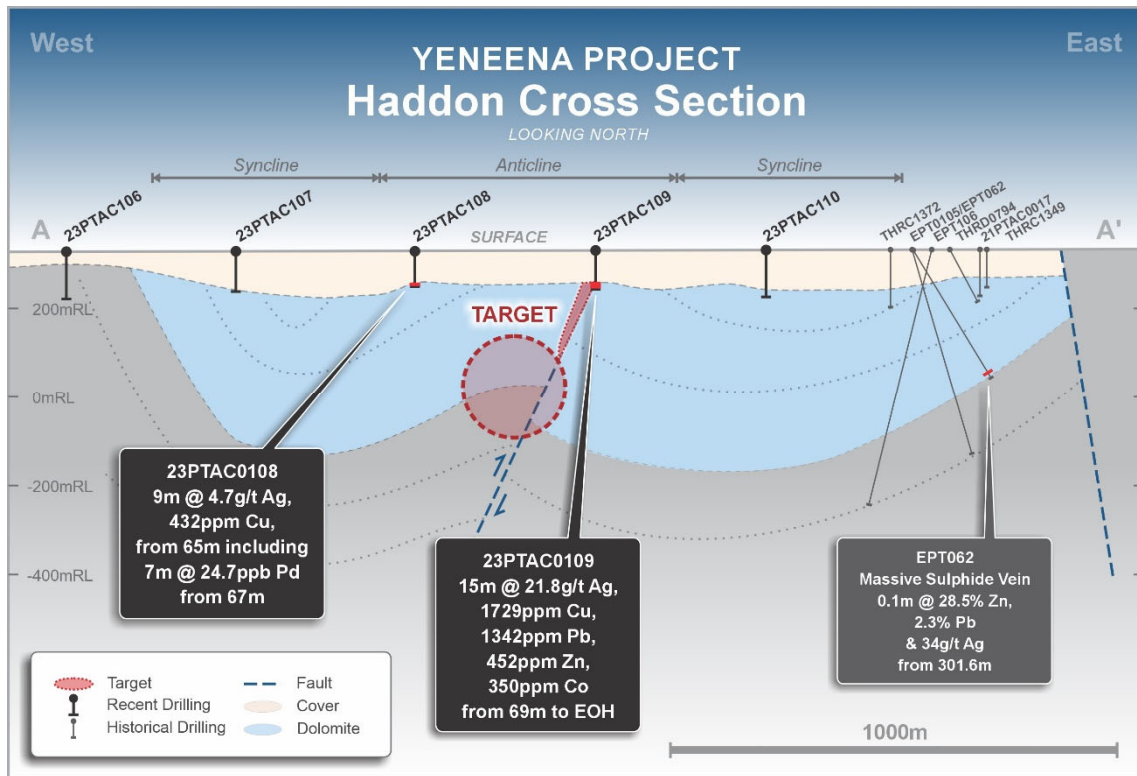 West
East
YENEENA PROJECT
Haddon Cross Section
LOOKING NORTH
Syncline
Anticline
Syncline
A
23PTAC106
23PTAC107
23PTAC108
SURFACE
23PTAC109
23PTAC110
THRC1372
EPT0105/EPT062
EPT106
THRD0794
21PTAC0017
THRC1349
A'
200mRL
0mRL
-200mRL
-400mRL
TARGET
23PTAC0108
9m @ 4.7g/t Ag,
432ppm Cu,
from 65m including
7m @ 24.7ppb Pd
from 67m
23PTAC0109
15m @ 21.8g/t Ag,
1729ppm Cu,
1342ppm Pb,
452ppm Zn,
350ppm Co
from 69m to EOH
EPT062
Massive Sulphide Vein
0.1m @ 28.5% Zn,
2.3% Pb
& 34g/t Ag
from 301.6m
Target
Recent Drilling
Historical Drilling
Fault
Cover
Dolomite
1000m